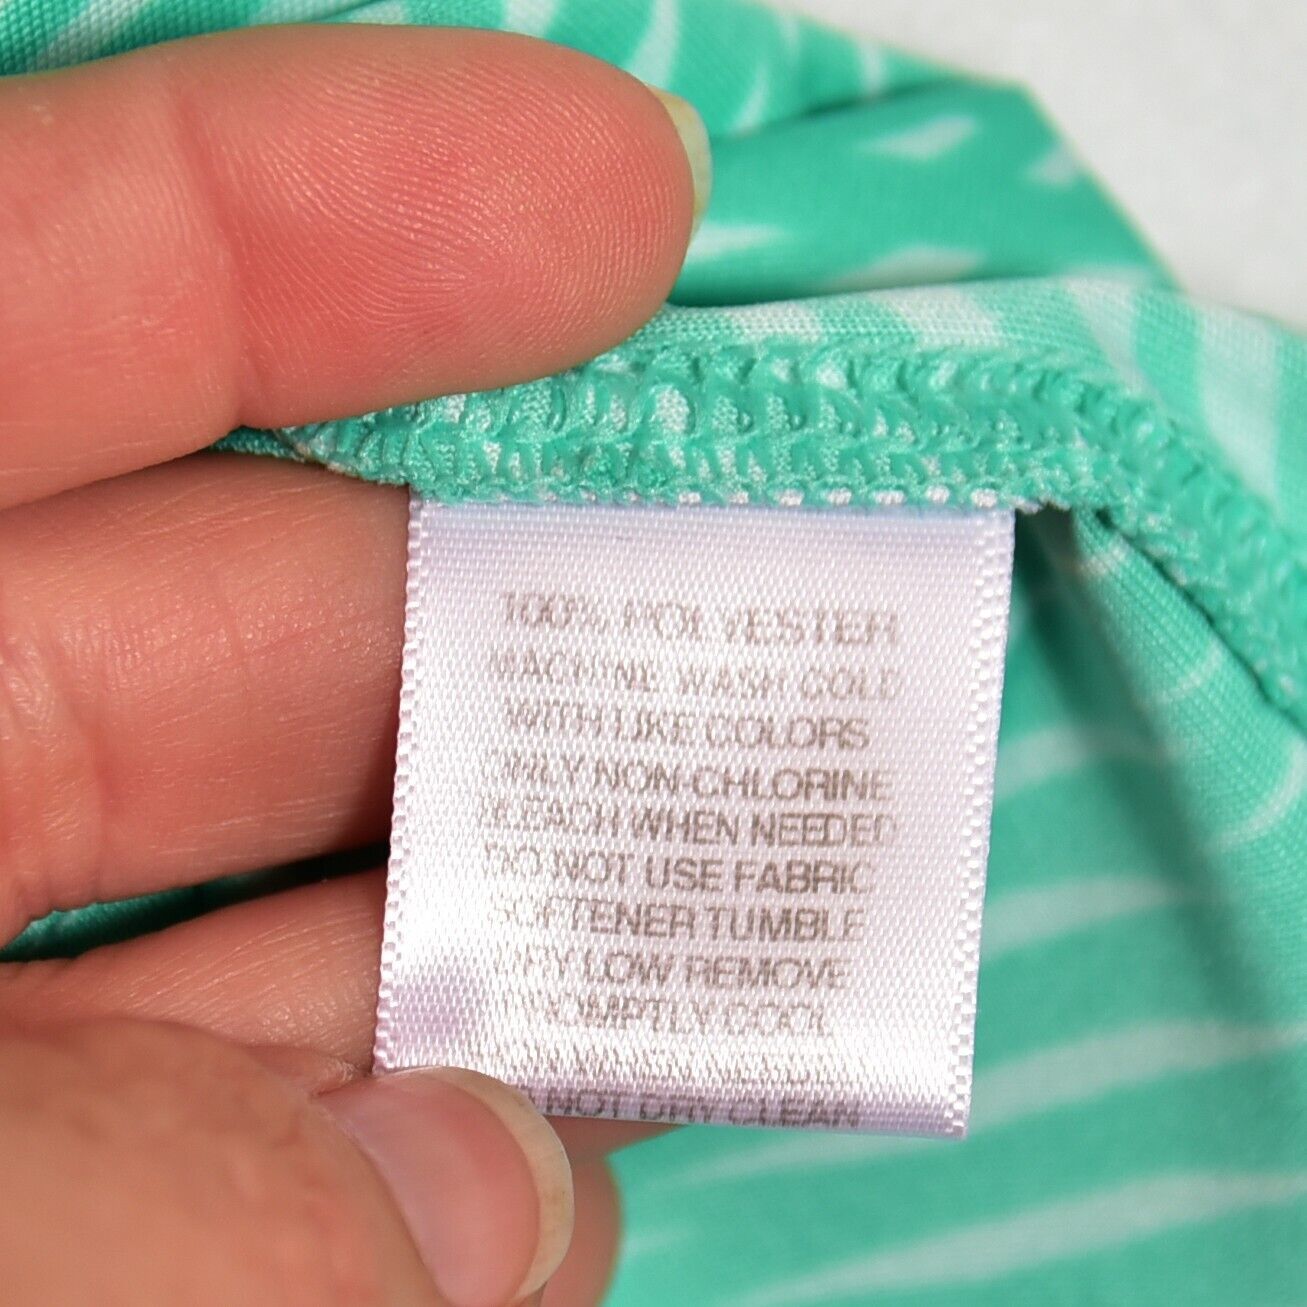 100% POLYESTER
MACHINE WASH COLD
WITH LIKE COLORS
ONLY NON-CHLORINE
BLEACH WHEN NEEDED
DO NOT USE FABRIC
SOFTENER TUMBLE
DRY LOW REMOVE
PROMPTLY COOL
NOT DRY CLEAN